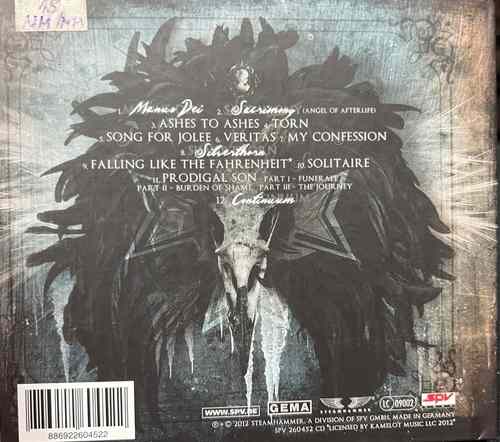 1. Manus Dei 2. Sacrimony (ANGEL OF AFTERLIFE)
3. ASHES TO ASHES 4. TORN
5. SONG FOR JOLEE 6. VERITAS 7. MY CONFESSION
8. Silverthorn
9. FALLING LIKE THE FAHRENHEIT* 10. SOLITAIRE
11. PRODIGAL SON PART I - FUNERALE
PART II - BURDEN OF SHAME PART III - THE JOURNEY
12. Continuum
WWW.SPV.DE GEMA STEAMHAMMER LC 09002 SPV
℗+© 2012 STEAMHAMMER, A DIVISION OF SPV GMBH, MADE IN GERMANY
SPV 260452 CD *LICENSED BY KAMELOT MUSIC LLC 2012*
886922604522